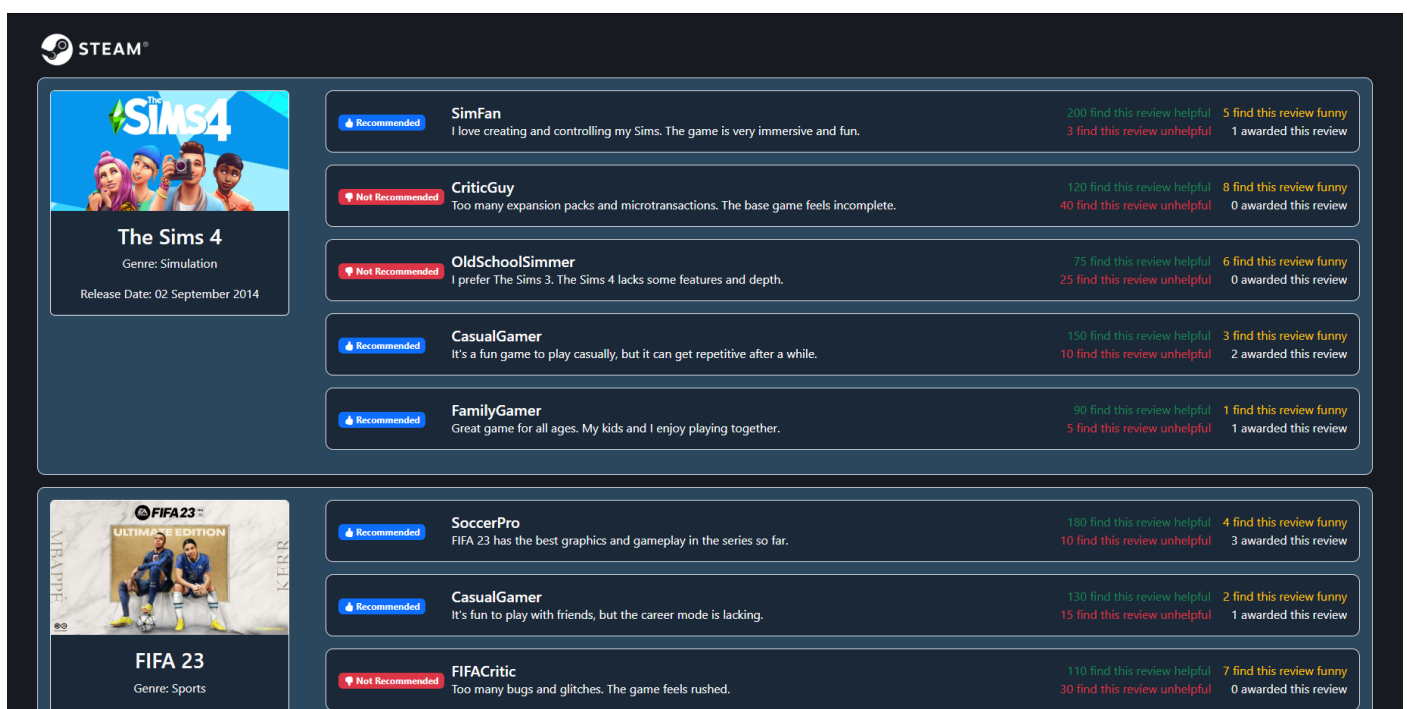 STEAM®
The
SIMS4
The Sims 4
Genre: Simulation
Release Date: 02 September 2014
Recommended
SimFan
I love creating and controlling my Sims. The game is very immersive and fun.
200 find this review helpful 5 find this review funny
3 find this review unhelpful 1 awarded this review
Not Recommended
CriticGuy
Too many expansion packs and microtransactions. The base game feels incomplete.
120 find this review helpful 8 find this review funny
40 find this review unhelpful 0 awarded this review
Not Recommended
OldSchoolSimmer
I prefer The Sims 3. The Sims 4 lacks some features and depth.
75 find this review helpful 6 find this review funny
25 find this review unhelpful 0 awarded this review
Recommended
CasualGamer
It's a fun game to play casually, but it can get repetitive after a while.
150 find this review helpful 3 find this review funny
10 find this review unhelpful 2 awarded this review
Recommended
FamilyGamer
Great game for all ages. My kids and I enjoy playing together.
90 find this review helpful 1 find this review funny
5 find this review unhelpful 1 awarded this review
FIFA 23
ULTIMATE EDITION
MBAPPE
KERR
FIFA 23
Genre: Sports
Recommended
SoccerPro
FIFA 23 has the best graphics and gameplay in the series so far.
180 find this review helpful 4 find this review funny
10 find this review unhelpful 3 awarded this review
Recommended
CasualGamer
It's fun to play with friends, but the career mode is lacking.
130 find this review helpful 2 find this review funny
15 find this review unhelpful 1 awarded this review
Not Recommended
FIFACritic
Too many bugs and glitches. The game feels rushed.
110 find this review helpful 7 find this review funny
30 find this review unhelpful 0 awarded this review